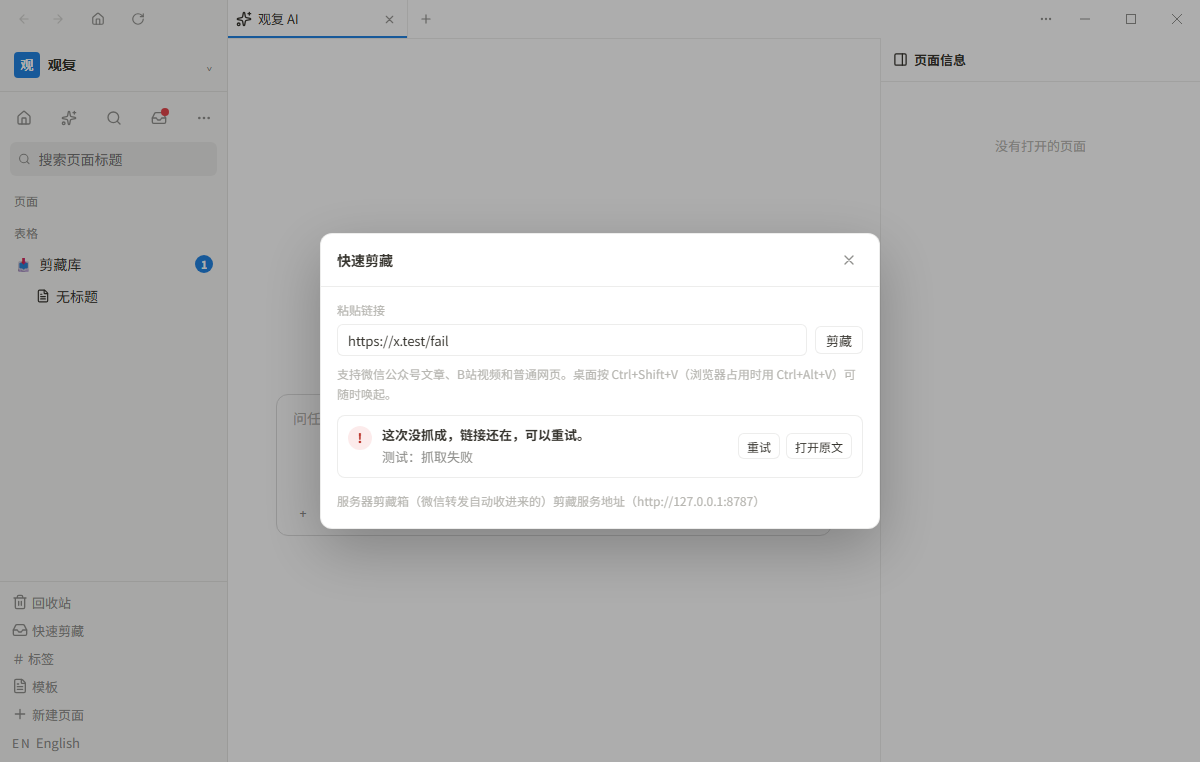 观复 AI
观 观复
搜索页面标题
页面
表格
剪藏库 1
无标题
回收站
快速剪藏
# 标签
模板
新建页面
EN English
问任
+
快速剪藏
粘贴链接
https://x.test/fail
剪藏
支持微信公众号文章、B站视频和普通网页。桌面按 Ctrl+Shift+V（浏览器占用时用 Ctrl+Alt+V）可
随时唤起。
! 这次没抓成，链接还在，可以重试。
测试：抓取失败
重试 打开原文
服务器剪藏箱（微信转发自动收进来的）剪藏服务地址（http://127.0.0.1:8787）
页面信息
没有打开的页面